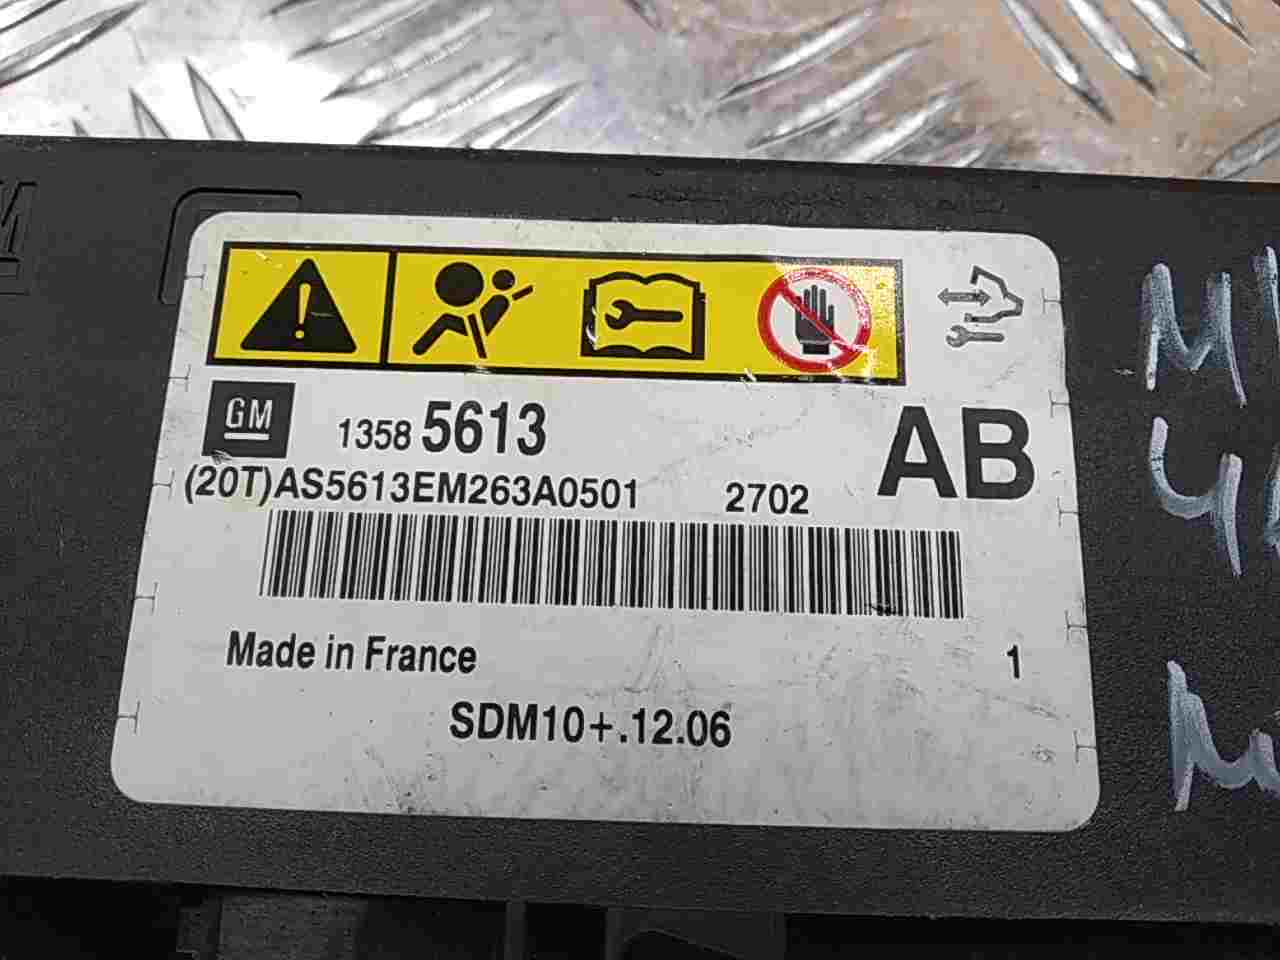 GM
1358 5613
AB
(20T)AS5613EM263A0501 2702
Made in France
1
SDM10+.12.06